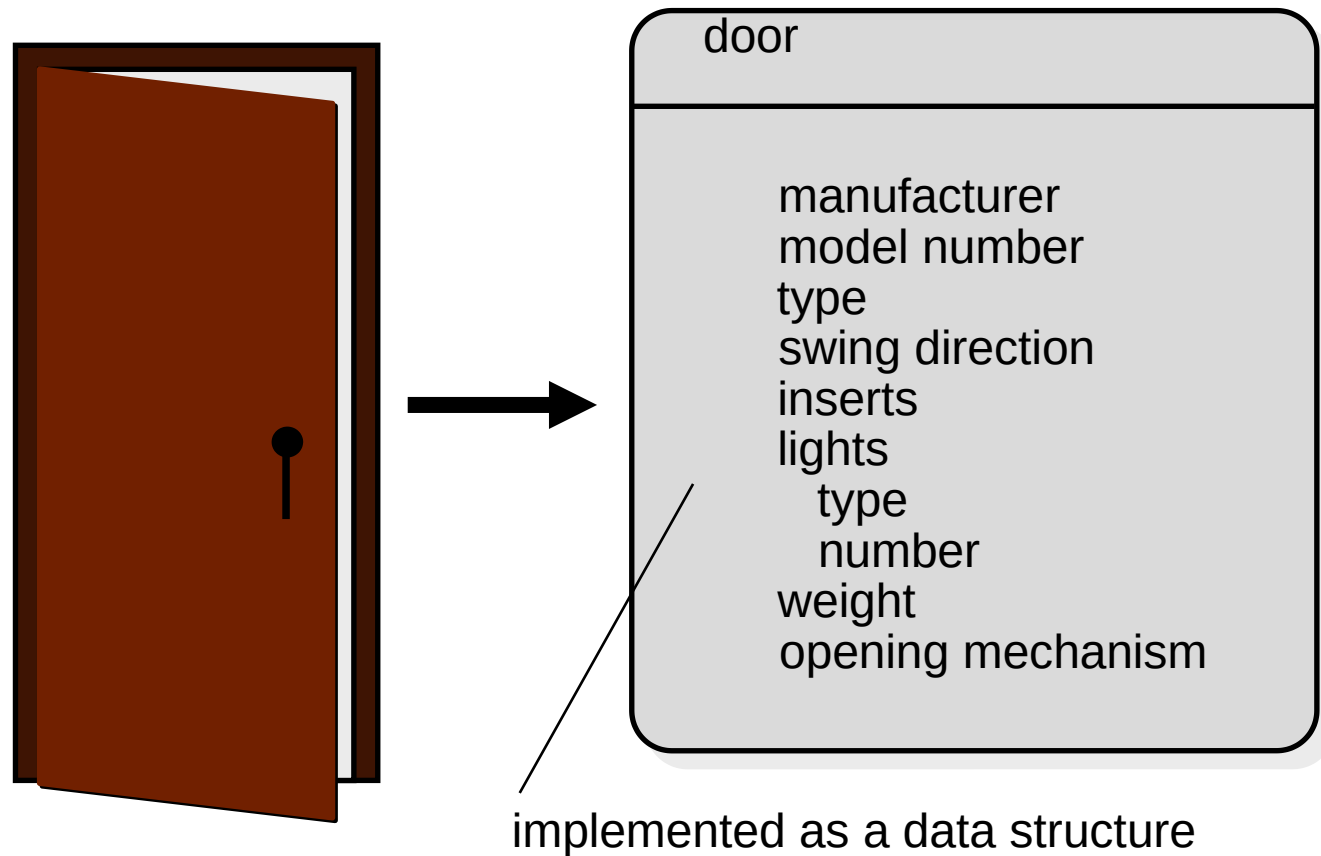 door
manufacturer
model number
type
swing direction
inserts
lights
type
number
weight
opening mechanism
implemented as a data structure